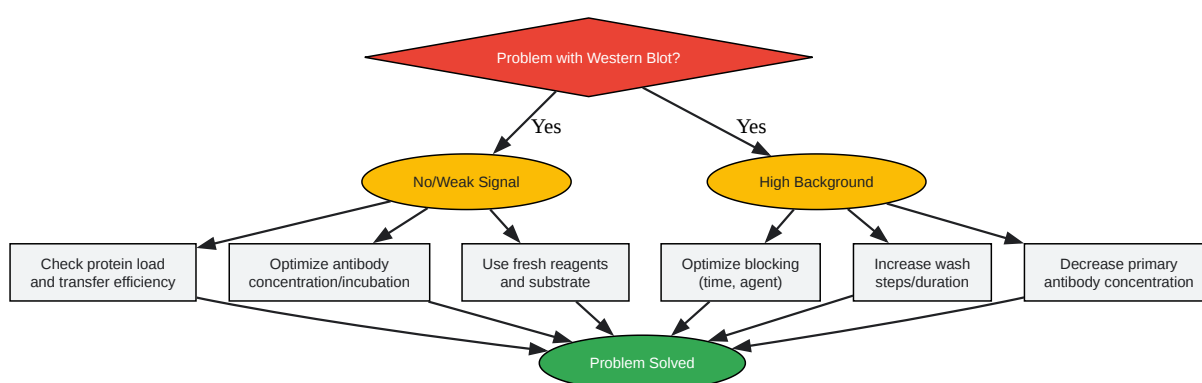 Problem with Western Blot?
Yes
Yes
No/Weak Signal
High Background
Check protein load
and transfer efficiency
Optimize antibody
concentration/incubation
Use fresh reagents
and substrate
Optimize blocking
(time, agent)
Increase wash
steps/duration
Decrease primary
antibody concentration
Problem Solved